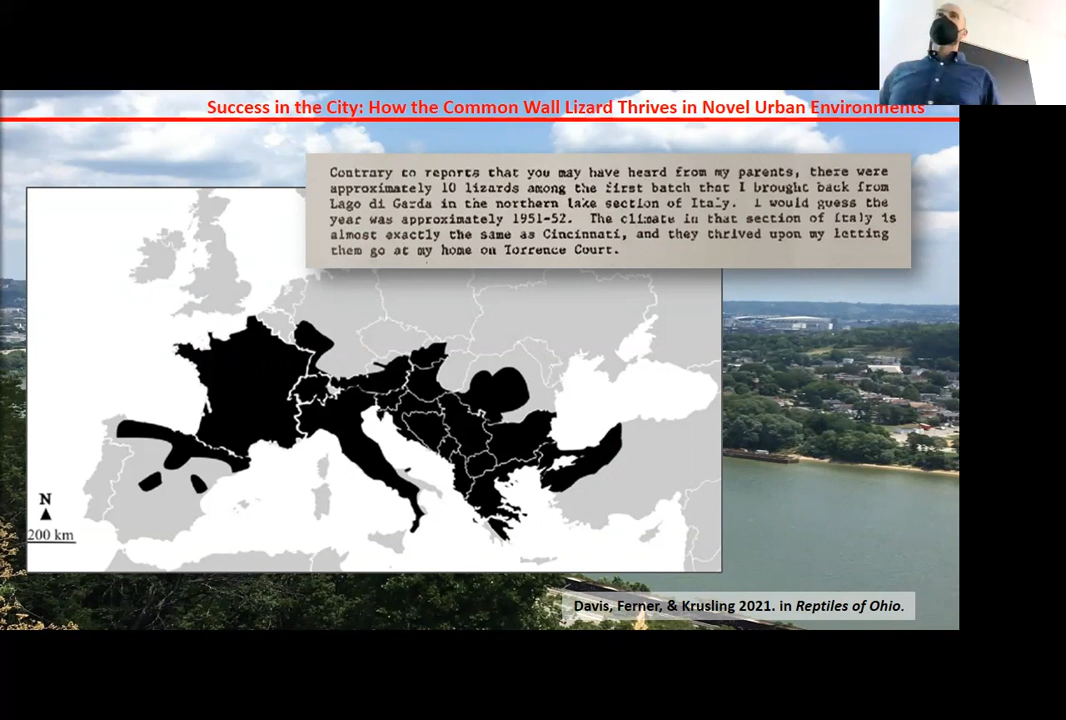 Success in the City: How the Common Wall Lizard Thrives in Novel Urban Environments
Contrary to reports that you may have heard from my parents, there were
approximately 10 lizards among the first batch that I brought back from
Lago di Garda in the northern lake section of Italy. I would guess the
year was approximately 1951-52. The climate in that section of Italy is
almost exactly the same as Cincinnati, and they thrived upon my letting
them go at my home on Torrence Court.
N
200 km
Davis, Ferner, & Krusling 2021. in Reptiles of Ohio.